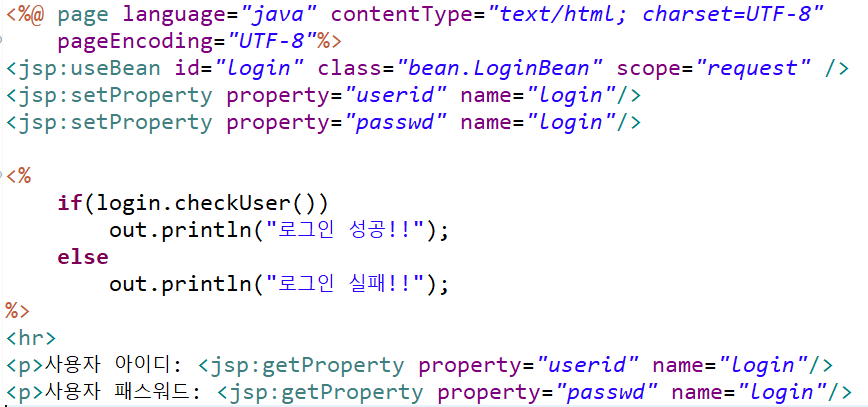 <%@ page language="java" contentType="text/html; charset=UTF-8"
    pageEncoding="UTF-8"%>
<jsp:useBean id="login" class="bean.LoginBean" scope="request" />
<jsp:setProperty property="userid" name="login"/>
<jsp:setProperty property="passwd" name="login"/>
<%
    if(login.checkUser())
        out.println("로그인 성공!!");
    else
        out.println("로그인 실패!!");
%>
<hr>
<p>사용자 아이디: <jsp:getProperty property="userid" name="login"/>
<p>사용자 패스워드: <jsp:getProperty property="passwd" name="login"/>